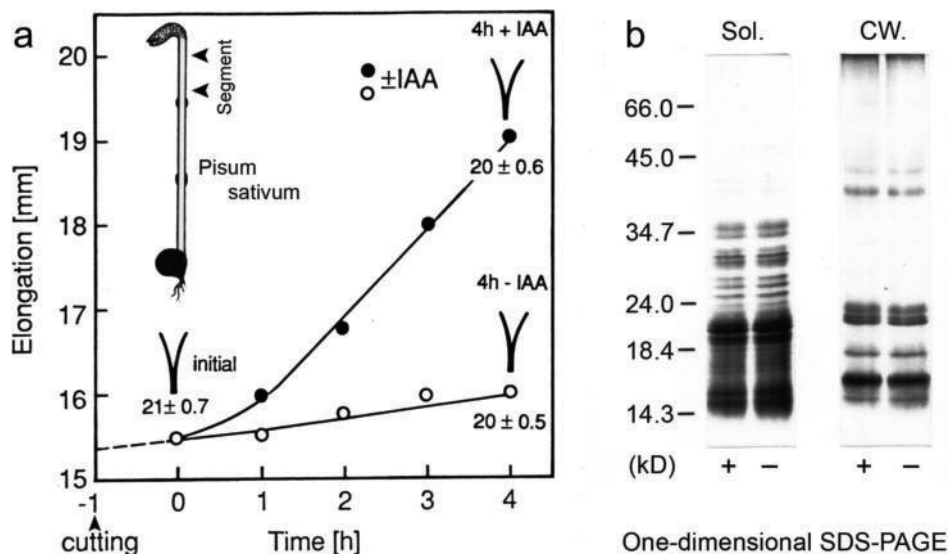 a
20
19
18
17
16
15
Elongation [mm]
-1
0
1
2
3
4
cutting
Time [h]
Segment
Pisum
sativum
±IAA
4h + IAA
20 ± 0.6
4h - IAA
20 ± 0.5
initial
21 ± 0.7
b
Sol.
CW.
66.0
45.0
34.7
24.0
18.4
14.3
(kD)
+ − + −
One-dimensional SDS-PAGE